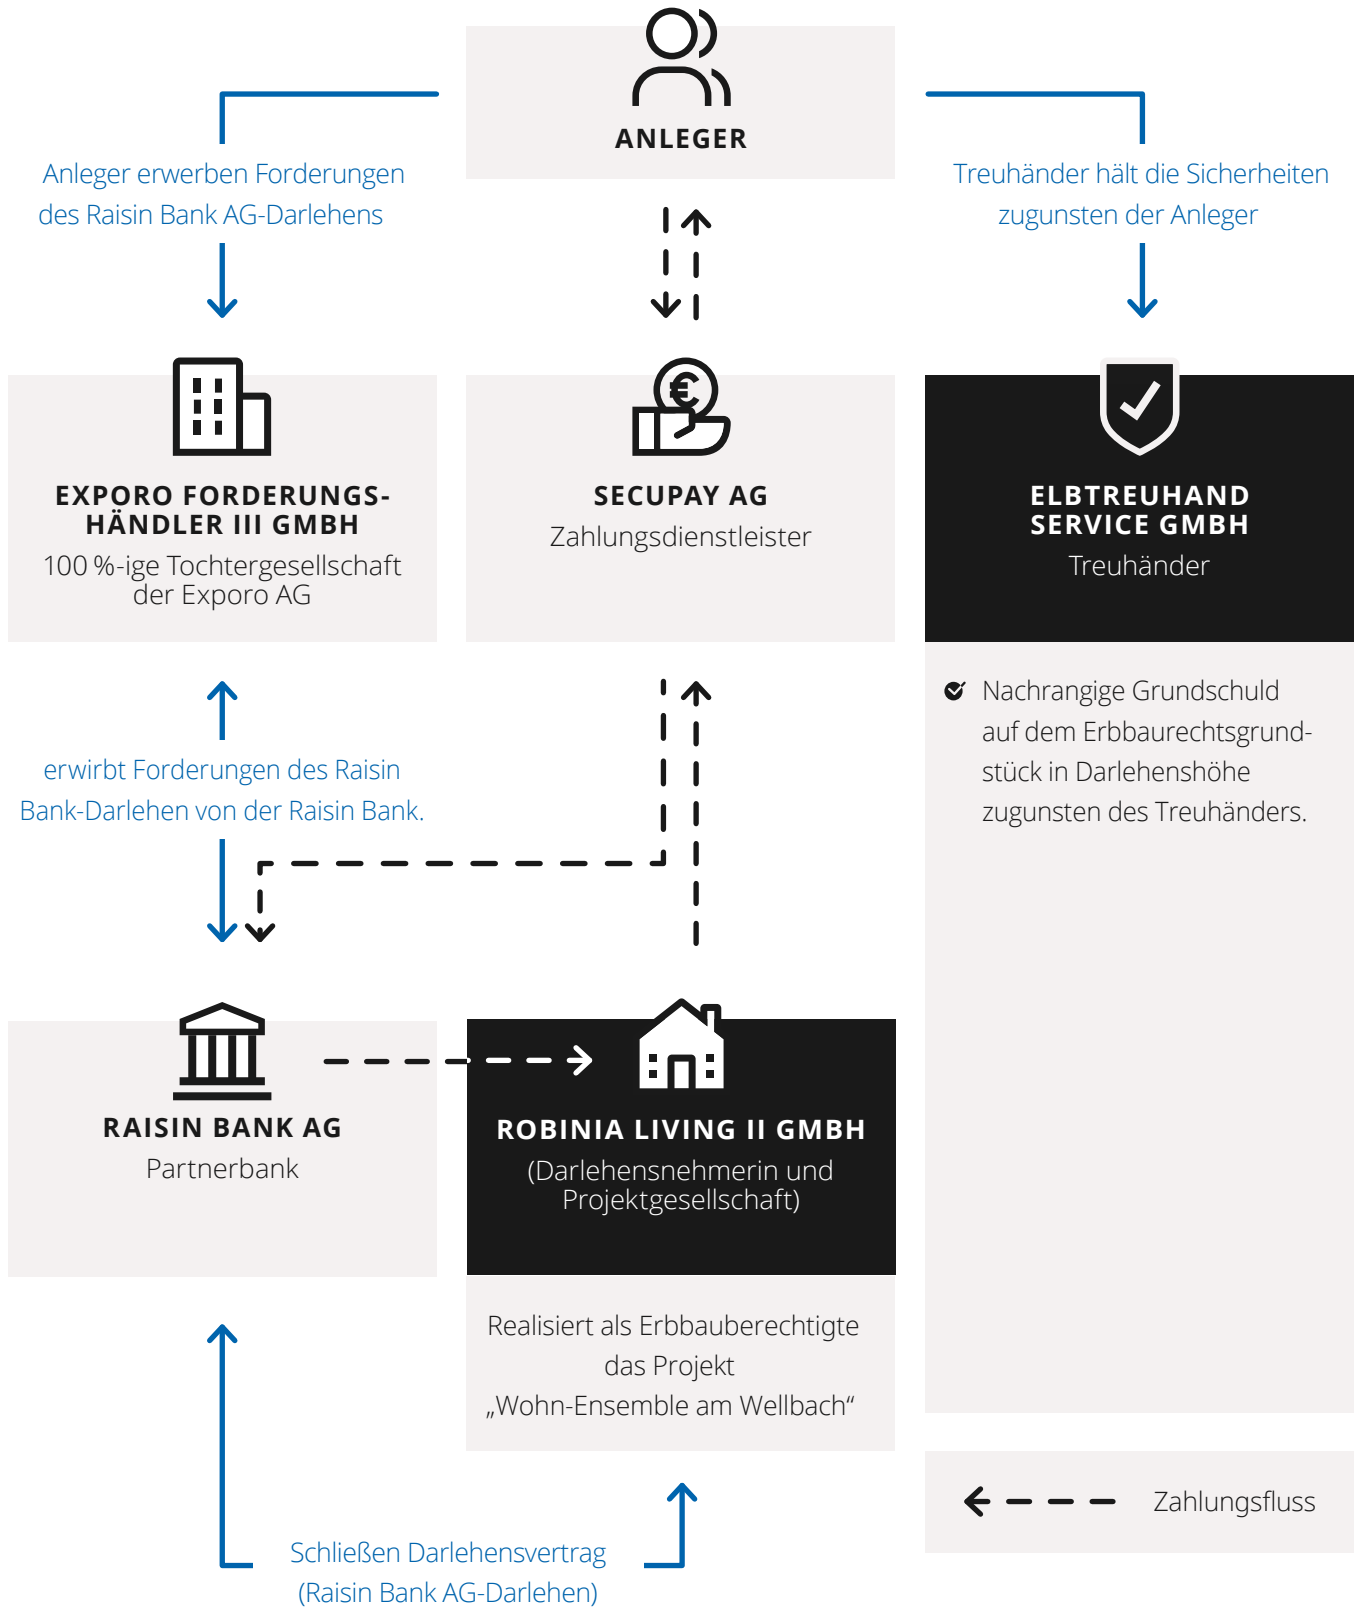 ANLEGER
Anleger erwerben Forderungen
des Raisin Bank AG-Darlehens
Treuhänder hält die Sicherheiten
zugunsten der Anleger
EXPORO FORDERUNGS-
HÄNDLER III GMBH
100 %-ige Tochtergesellschaft
der Exporo AG
€
SECUPAY AG
Zahlungsdienstleister
ELBTREUHAND
SERVICE GMBH
Treuhänder
Nachrangige Grundschuld
auf dem Erbbaurechtsgrund-
stück in Darlehenshöhe
zugunsten des Treuhänders.
erwirbt Forderungen des Raisin
Bank-Darlehen von der Raisin Bank.
RAISIN BANK AG
Partnerbank
ROBINIA LIVING II GMBH
(Darlehensnehmerin und
Projektgesellschaft)
Realisiert als Erbbauberechtigte
das Projekt
„Wohn-Ensemble am Wellbach“
Zahlungsfluss
Schließen Darlehensvertrag
(Raisin Bank AG-Darlehen)